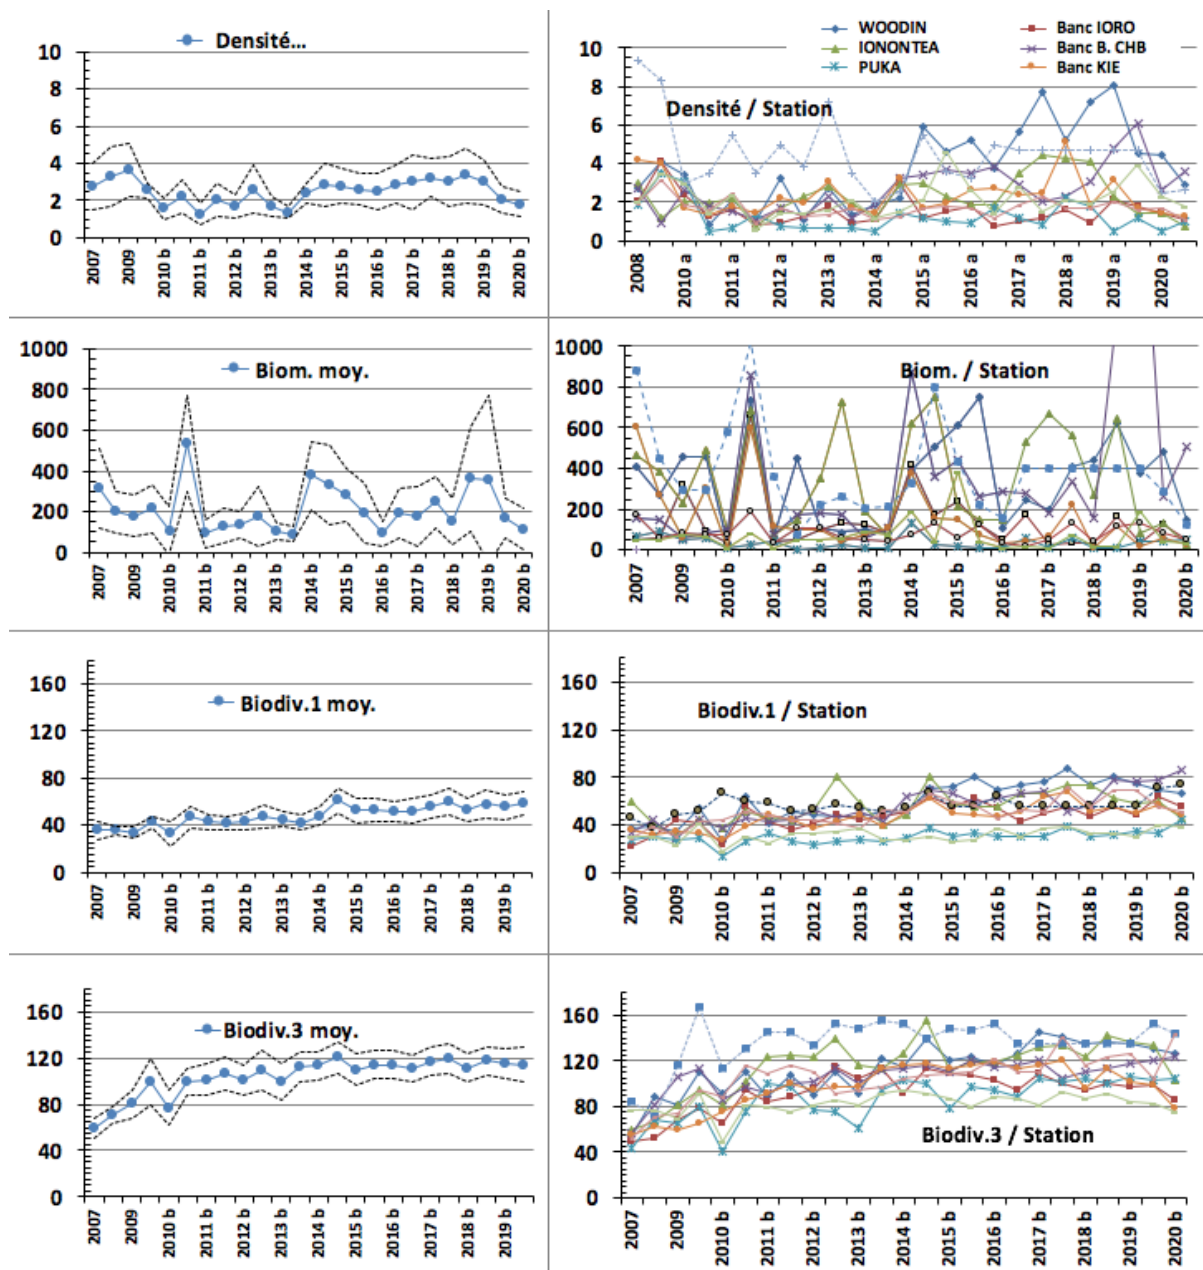 Densité...
10
8
6
4
2
0
2007
2009
2010 b
2011 b
2012 b
2013 b
2014 b
2015 b
2016 b
2017 b
2018 b
2019 b
2020 b
WOODIN
Banc IORO
IONONTEA
Banc B. CHB
PUKA
Banc KIE
Densité / Station
10
8
6
4
2
0
2008
2010 a
2011 a
2012 a
2013 a
2014 a
2015 a
2016 a
2017 a
2018 a
2019 a
2020 a
Biom. moy.
1000
800
600
400
200
0
2007
2009
2010 b
2011 b
2012 b
2013 b
2014 b
2015 b
2016 b
2017 b
2018 b
2019 b
2020 b
Biom. / Station
1000
800
600
400
200
0
2007
2009
2010 b
2011 b
2012 b
2013 b
2014 b
2015 b
2016 b
2017 b
2018 b
2019 b
2020 b
Biodiv.1 moy.
160
120
80
40
0
2007
2009
2010 b
2011 b
2012 b
2013 b
2014 b
2015 b
2016 b
2017 b
2018 b
2019 b
Biodiv.1 / Station
160
120
80
40
0
2007
2009
2010 b
2011 b
2012 b
2013 b
2014 b
2015 b
2016 b
2017 b
2018 b
2019 b
2020 b
Biodiv.3 moy.
160
120
80
40
0
2007
2009
2010 b
2011 b
2012 b
2013 b
2014 b
2015 b
2016 b
2017 b
2018 b
2019 b
Biodiv.3 / Station
160
120
80
40
0
2007
2009
2010 b
2011 b
2012 b
2013 b
2014 b
2015 b
2016 b
2017 b
2018 b
2019 b
2020 b